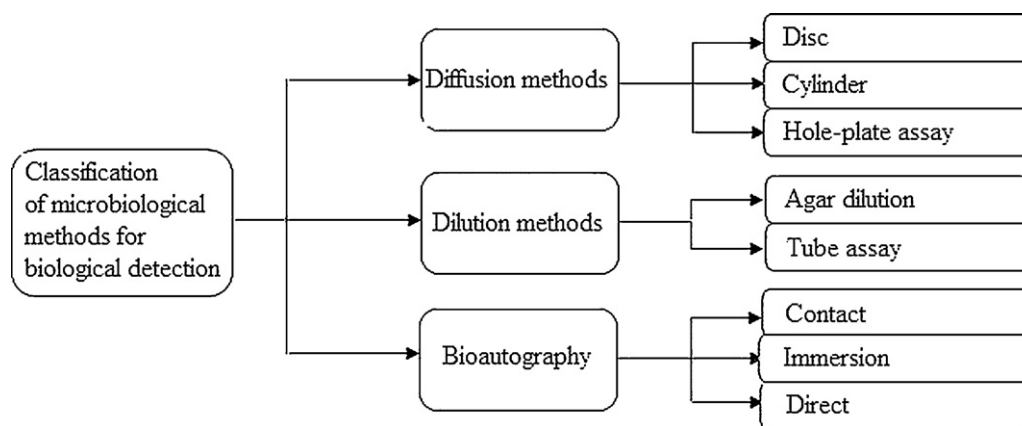 Classification
of microbiological
methods for
biological detection
Diffusion methods
Disc
Cylinder
Hole-plate assay
Dilution methods
Agar dilution
Tube assay
Bioautography
Contact
Immersion
Direct